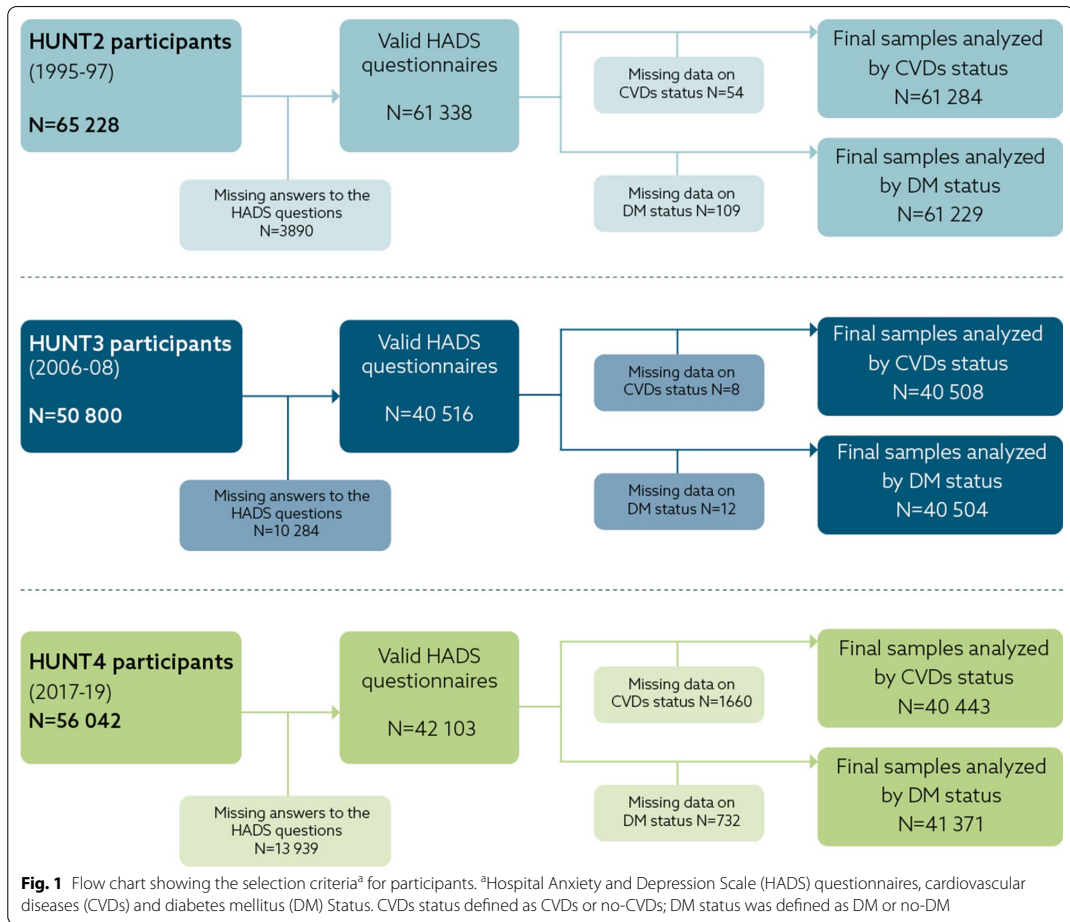 HUNT2 participants
(1995-97)
N=65 228
Missing answers to the
HADS questions
N=3890
Valid HADS
questionnaires
N=61 338
Missing data on
CVDs status N=54
Missing data on
DM status N=109
Final samples analyzed
by CVDs status
N=61 284
Final samples analyzed
by DM status
N=61 229
HUNT3 participants
(2006-08)
N=50 800
Missing answers to the
HADS questions
N=10 284
Valid HADS
questionnaires
N=40 516
Missing data on
CVDs status N=8
Missing data on
DM status N=12
Final samples analyzed
by CVDs status
N=40 508
Final samples analyzed
by DM status
N=40 504
HUNT4 participants
(2017-19)
N=56 042
Missing answers to the
HADS questions
N=13 939
Valid HADS
questionnaires
N=42 103
Missing data on
CVDs status N=1660
Missing data on
DM status N=732
Final samples analyzed
by CVDs status
N=40 443
Final samples analyzed
by DM status
N=41 371
Fig. 1 Flow chart showing the selection criteriaᵃ for participants. ᵃHospital Anxiety and Depression Scale (HADS) questionnaires, cardiovascular
diseases (CVDs) and diabetes mellitus (DM) Status. CVDs status defined as CVDs or no-CVDs; DM status was defined as DM or no-DM